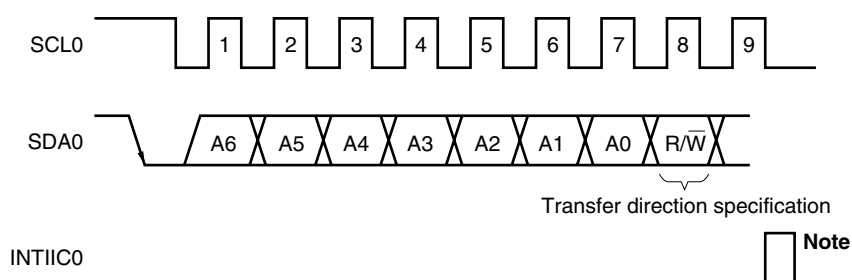 SCL0 1 2 3 4 5 6 7 8 9
SDA0 A6 A5 A4 A3 A2 A1 A0 R/W̅
Transfer direction specification
INTIIC0 Note